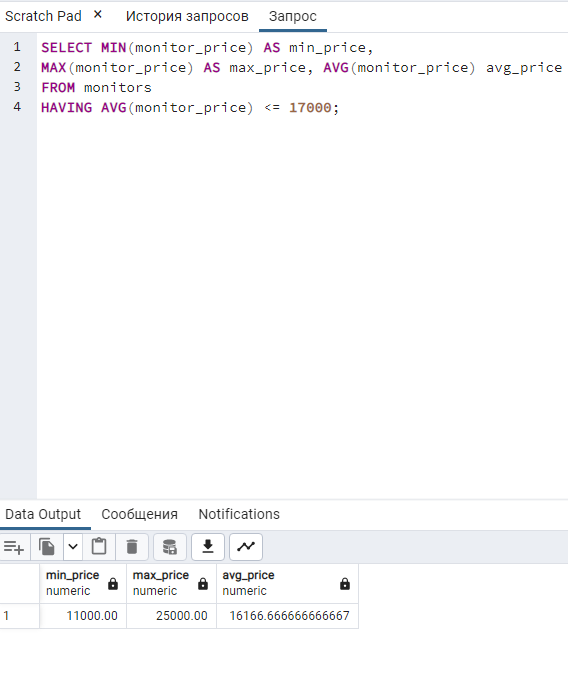 Scratch Pad × История запросов Запрос
1 SELECT MIN(monitor_price) AS min_price,
2 MAX(monitor_price) AS max_price, AVG(monitor_price) avg_price
3 FROM monitors
4 HAVING AVG(monitor_price) <= 17000;
Data Output Сообщения Notifications
min_price max_price avg_price
numeric numeric numeric
1 11000.00 25000.00 16166.666666666667